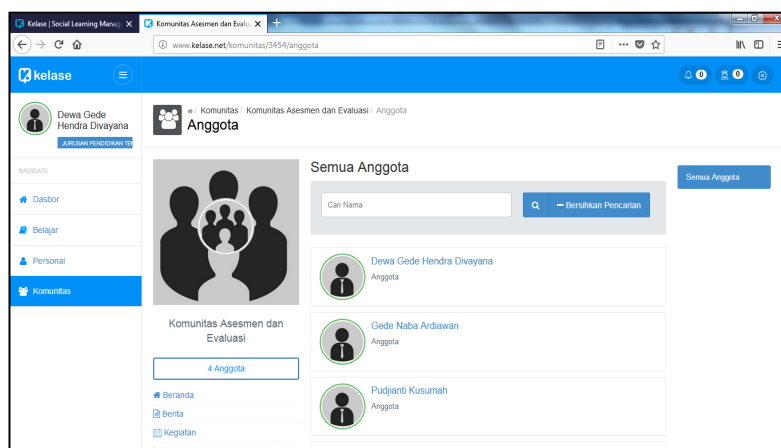 Kelase | Social Learning Manag
Komunitas Asesmen dan Evalu
www.kelase.net/komunitas/3454/anggota
kelase
0
0
Dewa Gede
Hendra Divayana
JURUSAN PENDIDIKAN TEK
NAVIGASI
Dasbor
Belajar
Personal
Komunitas
/ Komunitas / Komunitas Asesmen dan Evaluasi / Anggota
Anggota
Komunitas Asesmen dan
Evaluasi
4 Anggota
Beranda
Berita
Kegiatan
Semua Anggota
Cari Nama
Bersihkan Pencarian
Dewa Gede Hendra Divayana
Anggota
Gede Naba Ardiawan
Anggota
Pudjianti Kusumah
Anggota
Semua Anggota